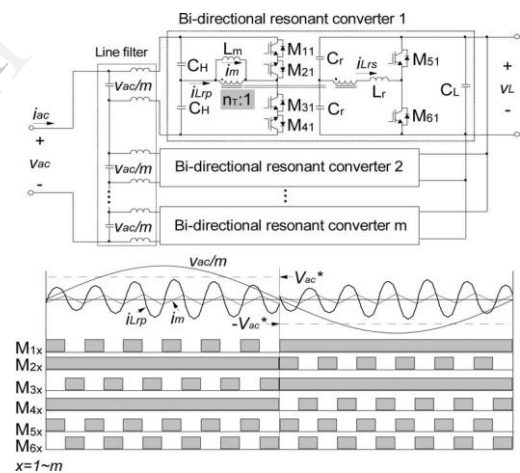 Bi-directional resonant converter 1
Line filter
Lm
im
CH
iLrp
CH
nT:1
M11
M21
M31
M41
Cr
Cr
iLrs
Lr
M51
M61
CL
+
vL
-
iac
+
vac
-
vac/m
vac/m
vac/m
Bi-directional resonant converter 2
Bi-directional resonant converter m
vac/m
Vac*
iLrp
im
-Vac*
M1x
M2x
M3x
M4x
M5x
M6x
x=1~m